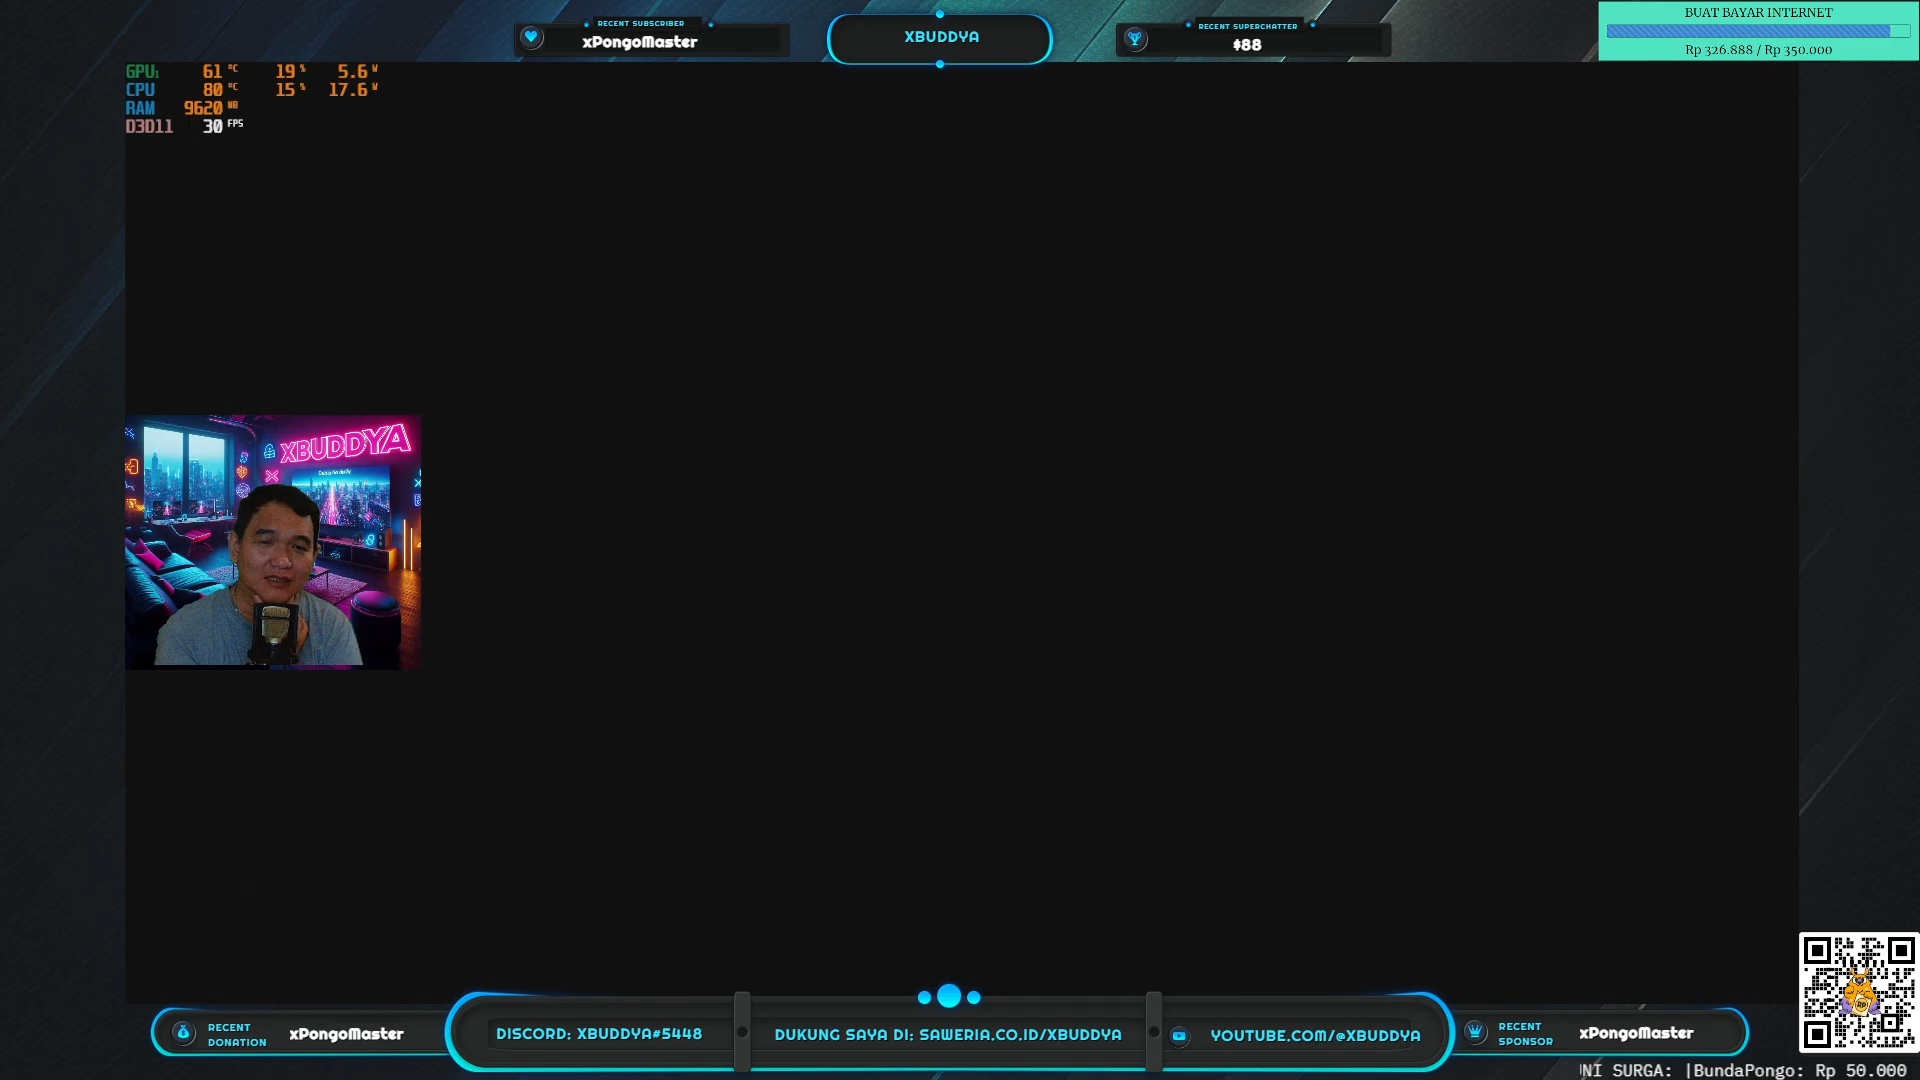 RECENT SUBSCRIBER
xPongoMaster
XBUDDYA
RECENT SUPERCHATTER
$88
BUAT BAYAR INTERNET
Rp 326.888 / Rp 350.000
GPU1 61 °C 19 % 5.6 W
CPU 80 °C 15 % 17.6 W
RAM 9620 MB
D3D11 30 FPS
XBUDDYA
RECENT DONATION
xPongoMaster
DISCORD: XBUDDYA#5448
DUKUNG SAYA DI: SAWERIA.CO.ID/XBUDDYA
YOUTUBE.COM/@XBUDDYA
RECENT SPONSOR
xPongoMaster
NI SURGA: |BundaPongo: Rp 50.000